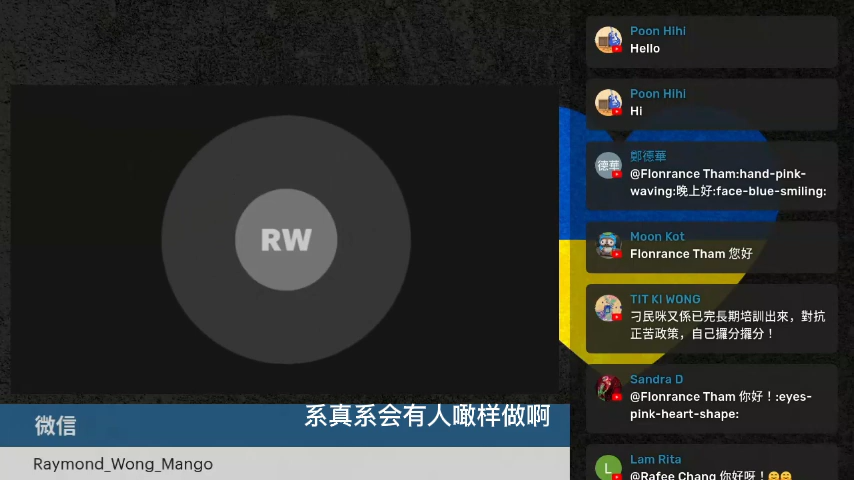 RW
系真系会有人噉样做啊
微信
Raymond_Wong_Mango
Poon Hihi
Hello
Poon Hihi
Hi
德華
鄭德華
@Flonrance Tham:hand-pink-
waving:晚上好:face-blue-smiling:
Moon Kot
Flonrance Tham 您好
TIT KI WONG
刁民咪又係已完長期培訓出來，對抗
正苦政策，自己攞分攞分！
Sandra D
@Flonrance Tham 你好！:eyes-
pink-heart-shape:
L
Lam Rita
@Rafee Chang 你好呀！🤗🤗